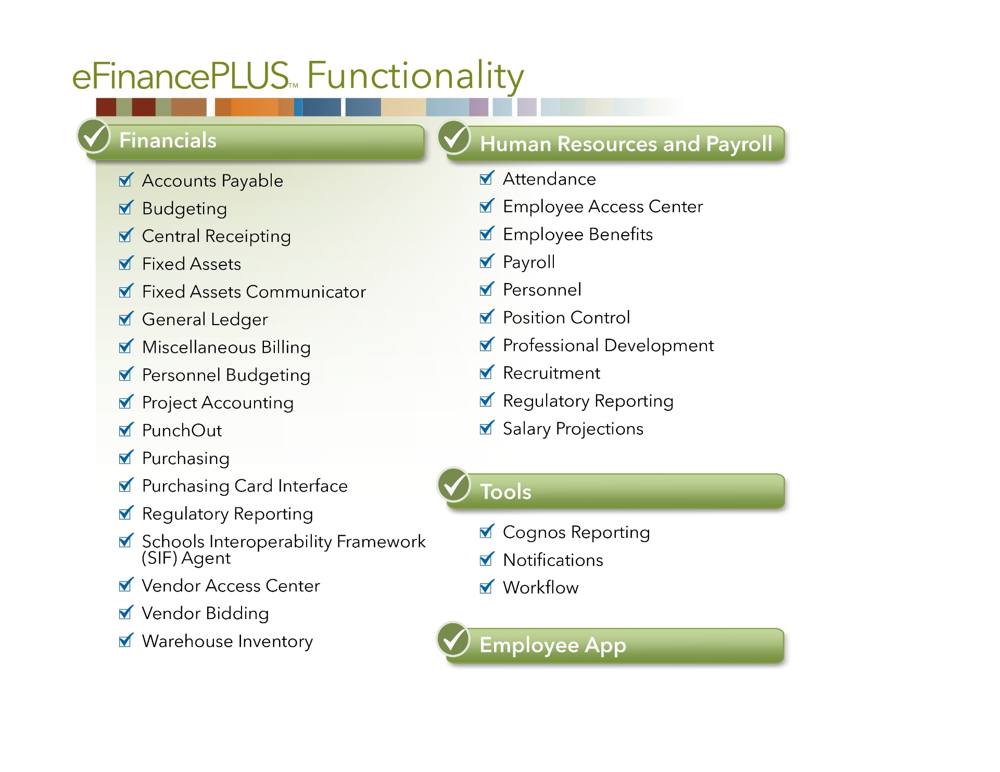 eFinancePLUS™ Functionality
Financials
Accounts Payable
Budgeting
Central Receipting
Fixed Assets
Fixed Assets Communicator
General Ledger
Miscellaneous Billing
Personnel Budgeting
Project Accounting
PunchOut
Purchasing
Purchasing Card Interface
Regulatory Reporting
Schools Interoperability Framework
(SIF) Agent
Vendor Access Center
Vendor Bidding
Warehouse Inventory
Human Resources and Payroll
Attendance
Employee Access Center
Employee Benefits
Payroll
Personnel
Position Control
Professional Development
Recruitment
Regulatory Reporting
Salary Projections
Tools
Cognos Reporting
Notifications
Workflow
Employee App